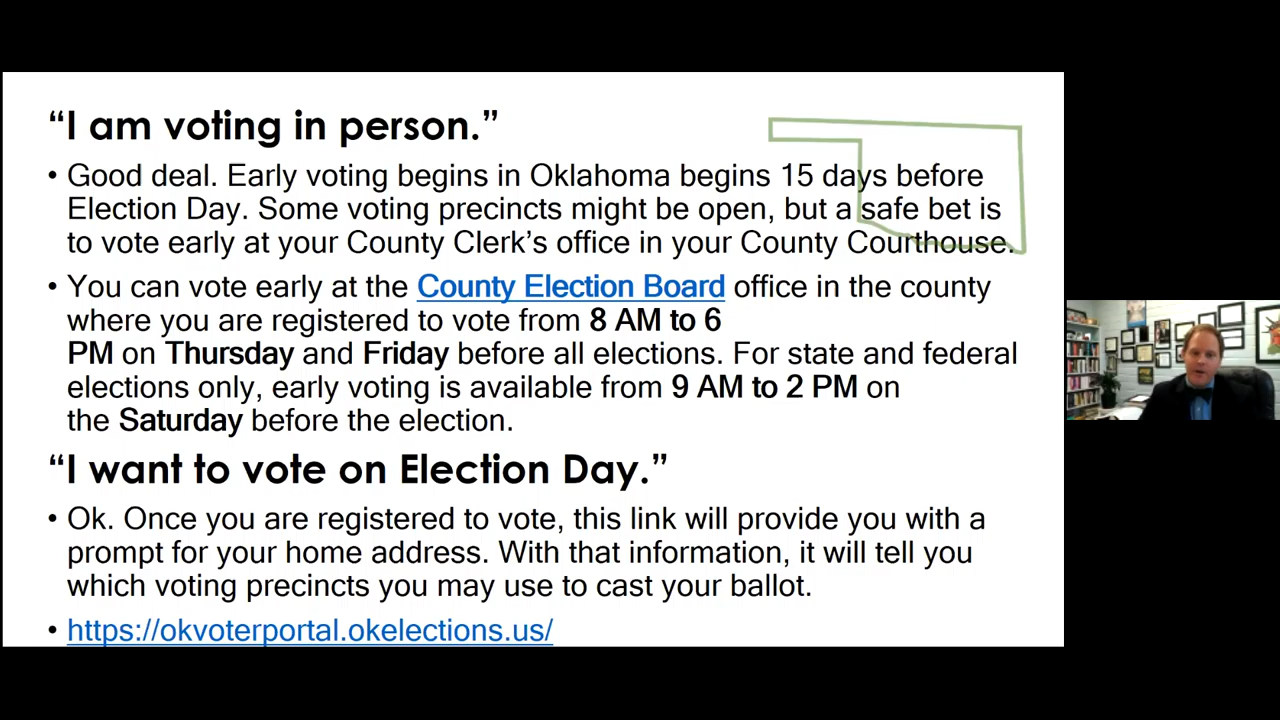 “I am voting in person.”
• Good deal. Early voting begins in Oklahoma begins 15 days before
Election Day. Some voting precincts might be open, but a safe bet is
to vote early at your County Clerk’s office in your County Courthouse.
• You can vote early at the County Election Board office in the county
where you are registered to vote from 8 AM to 6
PM on Thursday and Friday before all elections. For state and federal
elections only, early voting is available from 9 AM to 2 PM on
the Saturday before the election.
“I want to vote on Election Day.”
• Ok. Once you are registered to vote, this link will provide you with a
prompt for your home address. With that information, it will tell you
which voting precincts you may use to cast your ballot.
• https://okvoterportal.okelections.us/